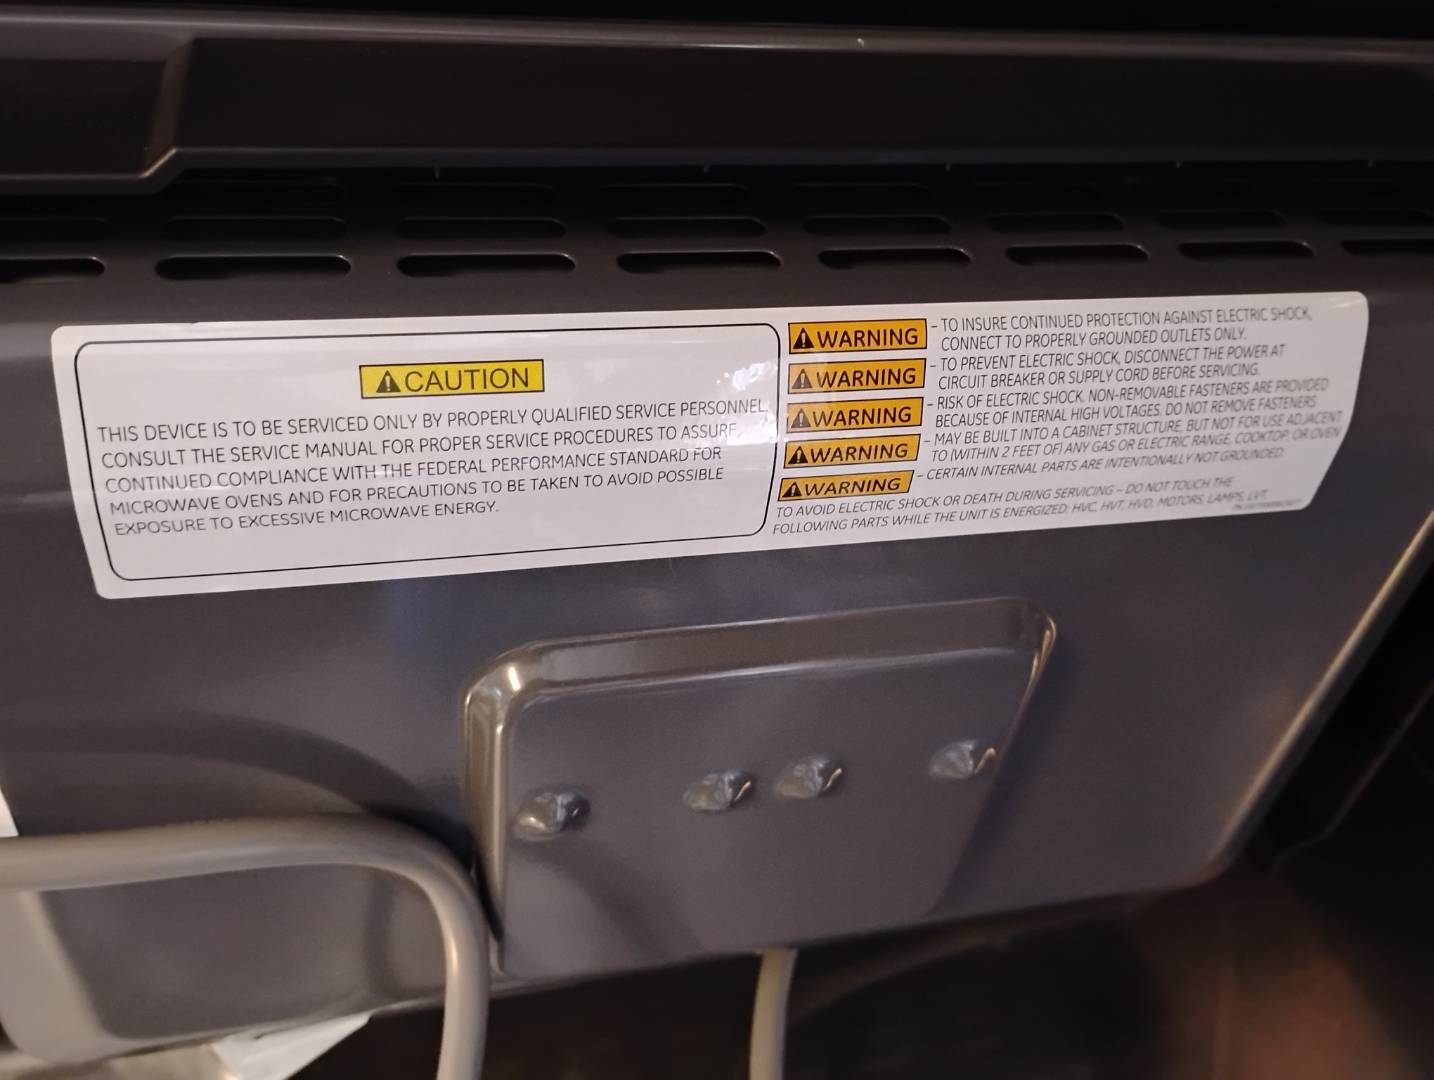 CAUTION
THIS DEVICE IS TO BE SERVICED ONLY BY PROPERLY QUALIFIED SERVICE PERSONNEL.
CONSULT THE SERVICE MANUAL FOR PROPER SERVICE PROCEDURES TO ASSURE
CONTINUED COMPLIANCE WITH THE FEDERAL PERFORMANCE STANDARD FOR
MICROWAVE OVENS AND FOR PRECAUTIONS TO BE TAKEN TO AVOID POSSIBLE
EXPOSURE TO EXCESSIVE MICROWAVE ENERGY.
WARNING – TO INSURE CONTINUED PROTECTION AGAINST ELECTRIC SHOCK,
CONNECT TO PROPERLY GROUNDED OUTLETS ONLY.
WARNING – TO PREVENT ELECTRIC SHOCK, DISCONNECT THE POWER AT
CIRCUIT BREAKER OR SUPPLY CORD BEFORE SERVICING.
WARNING – RISK OF ELECTRIC SHOCK. NON-REMOVABLE FASTENERS ARE PROVIDED
BECAUSE OF INTERNAL HIGH VOLTAGES. DO NOT REMOVE FASTENERS
WARNING – MAY BE BUILT INTO A CABINET STRUCTURE, BUT NOT FOR USE ADJACENT
TO (WITHIN 2 FEET OF) ANY GAS OR ELECTRIC RANGE, COOKTOP, OR OVEN
WARNING – CERTAIN INTERNAL PARTS ARE INTENTIONALLY NOT GROUNDED.
TO AVOID ELECTRIC SHOCK OR DEATH DURING SERVICING – DO NOT TOUCH THE
FOLLOWING PARTS WHILE THE UNIT IS ENERGIZED: HVC, HVT, HVD, MOTORS, LAMPS, LVT.